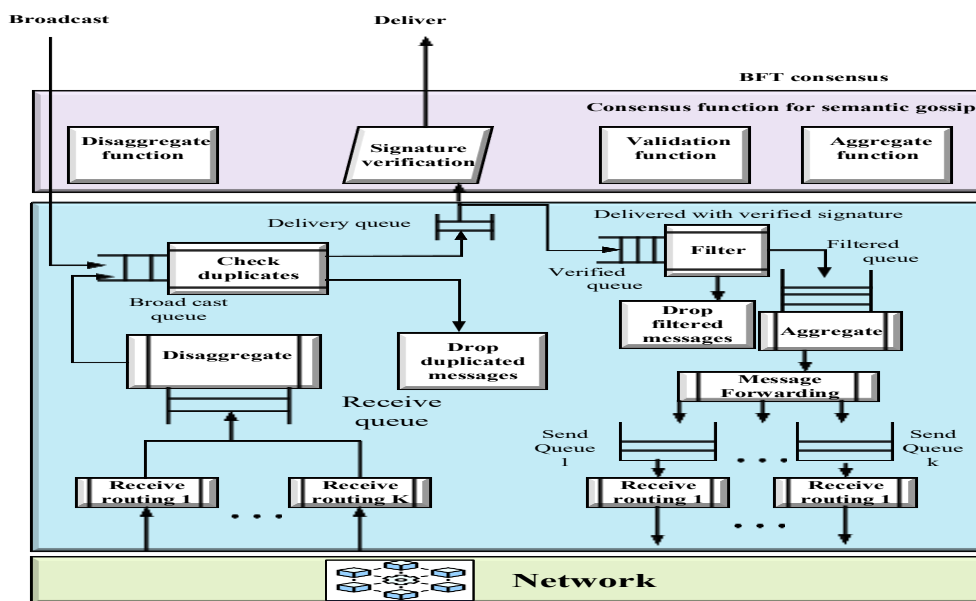 Broadcast
Deliver
BFT consensus
Consensus function for semantic gossip
Disaggregate
function
Signature
verification
Validation
function
Aggregate
function
Delivery queue
Delivered with verified signature
Check
duplicates
Filter
Filtered
queue
Verified
queue
Broad cast
queue
Drop
filtered
messages
Aggregate
Disaggregate
Drop
duplicated
messages
Message
Forwarding
Receive
queue
Send
Queue
1
Send
Queue
k
Receive
routing 1
Receive
routing K
Receive
routing 1
Receive
routing 1
Network